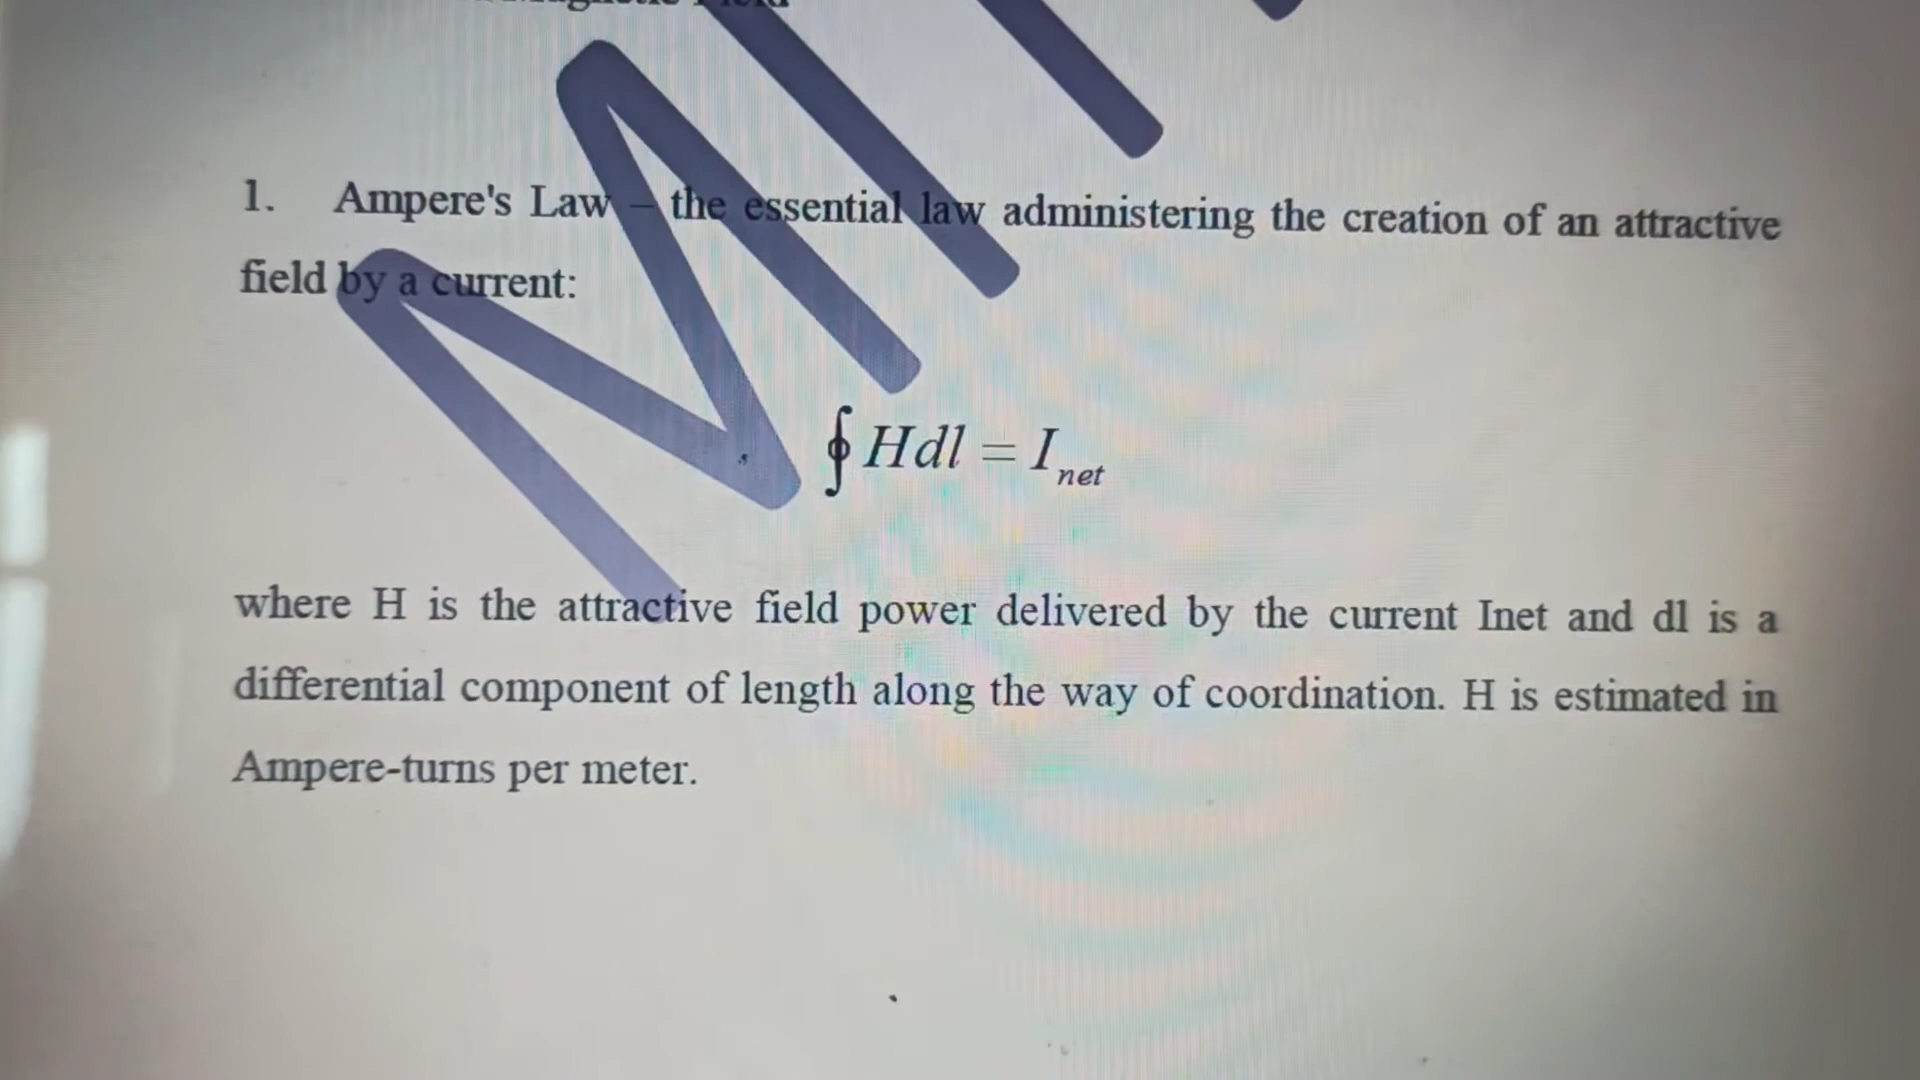 Field
1. Ampere's Law – the essential law administering the creation of an attractive
field by a current:
∮ Hdl = I_net
where H is the attractive field power delivered by the current Inet and dl is a
differential component of length along the way of coordination. H is estimated in
Ampere-turns per meter.